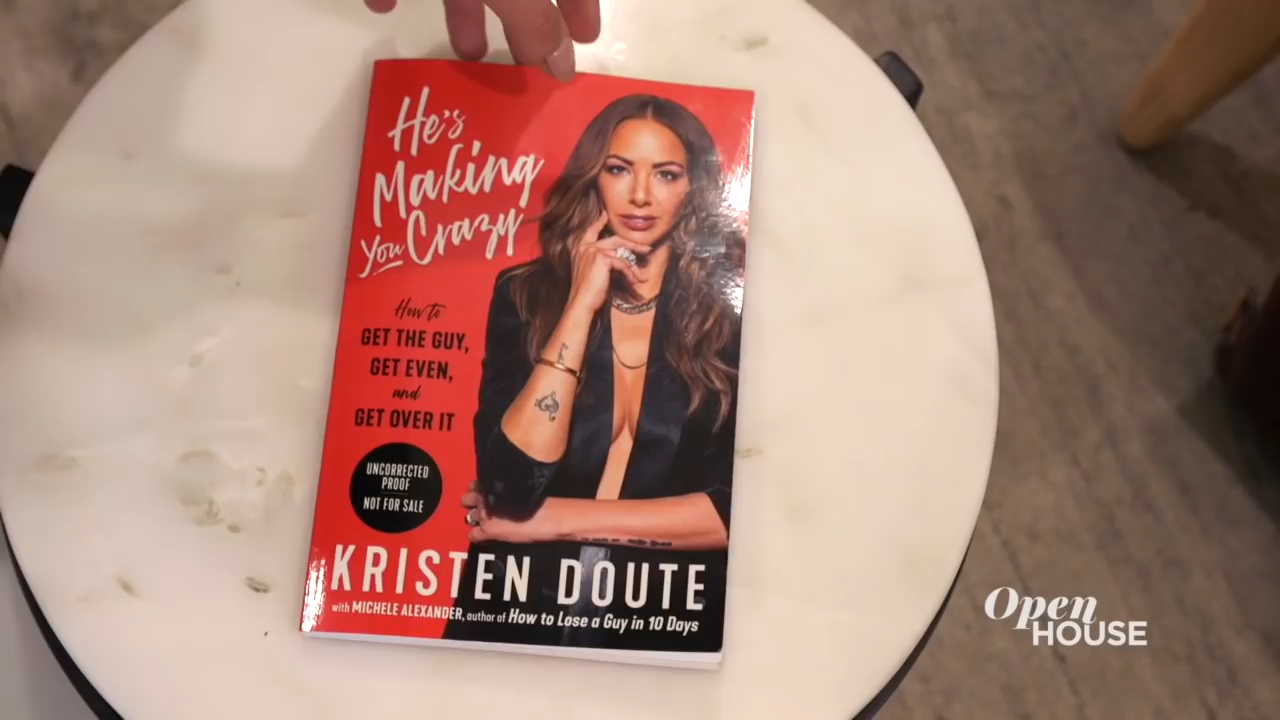 He's
Making
You Crazy
How to
GET THE GUY,
GET EVEN,
and
GET OVER IT
UNCORRECTED
PROOF
NOT FOR SALE
KRISTEN DOUTE
with MICHELE ALEXANDER, author of How to Lose a Guy in 10 Days
Open
HOUSE